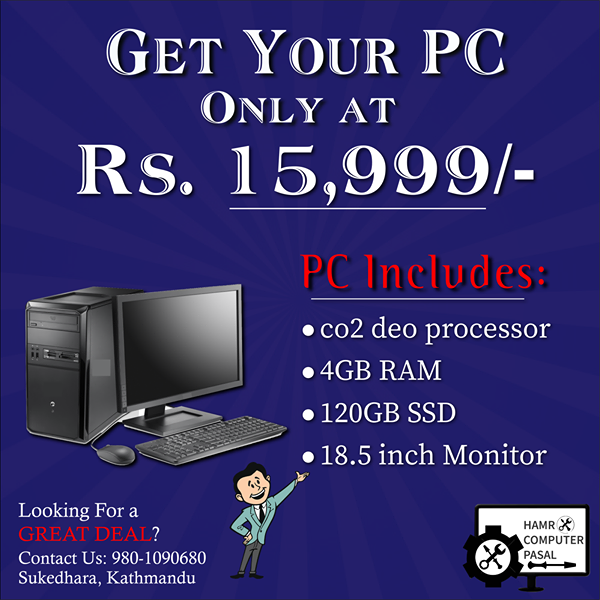 GET YOUR PC
ONLY AT
RS. 15,999/-
PC Includes:
• co2 deo processor
• 4GB RAM
• 120GB SSD
• 18.5 inch Monitor
Looking For a
GREAT DEAL?
Contact Us: 980-1090680
Sukedhara, Kathmandu
HAMR
COMPUTER
PASAL